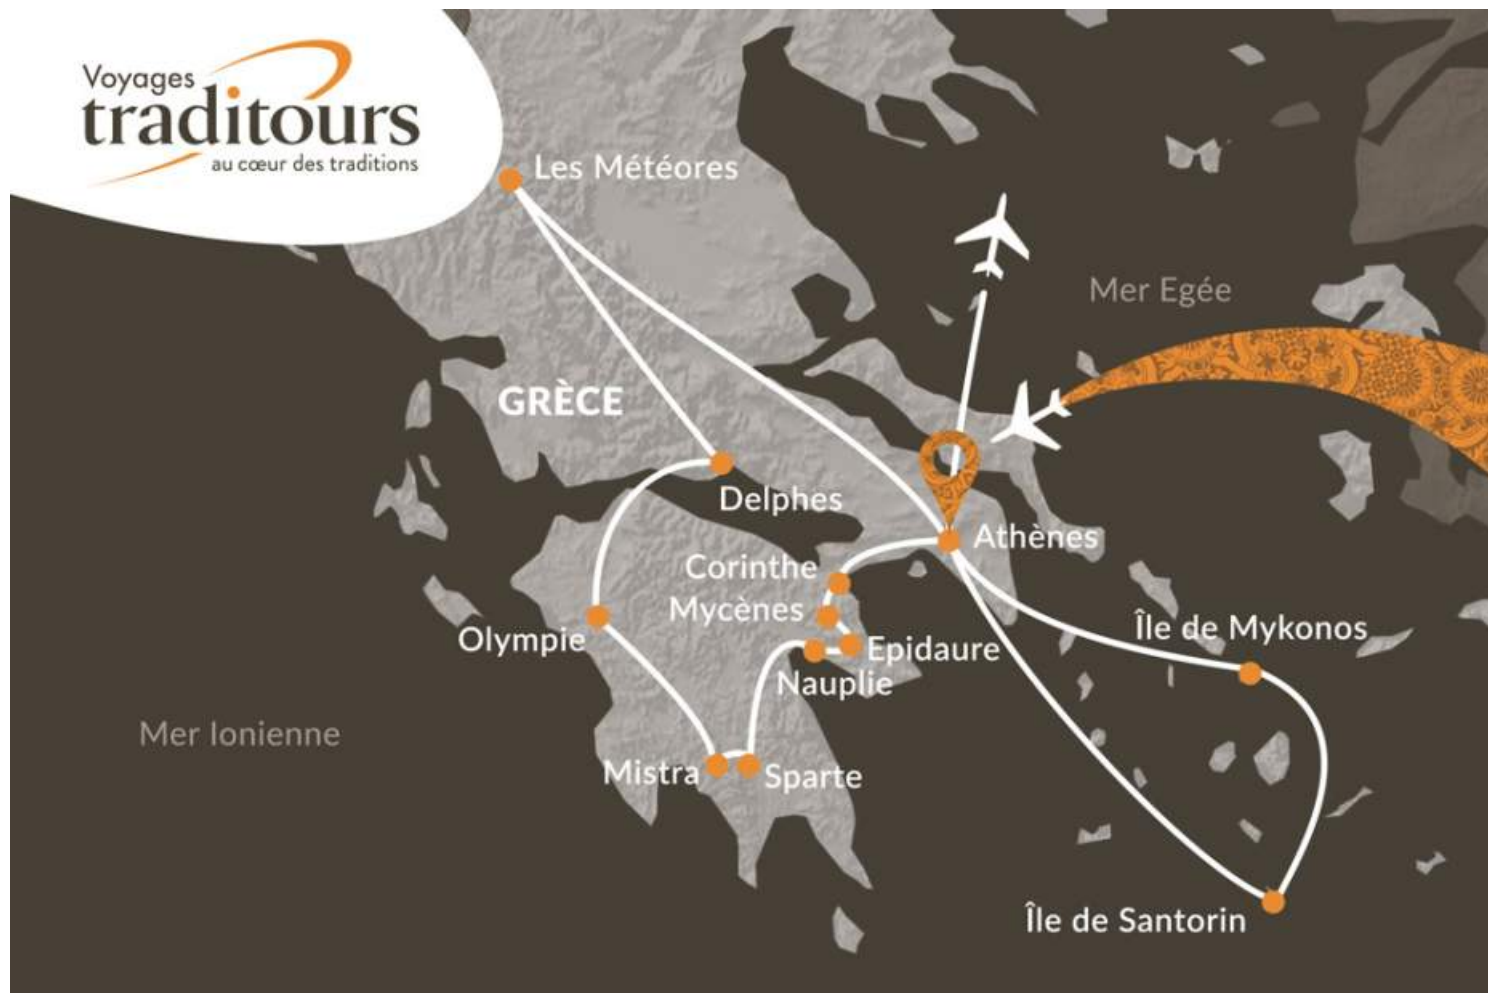 Voyages
traditours
au cœur des traditions
Les Météores
Mer Egée
GRÈCE
Delphes
Athènes
Corinthe
Mycènes
Olympie
Île de Mykonos
Epidaure
Nauplie
Mer Ionienne
Mistra
Sparte
Île de Santorin